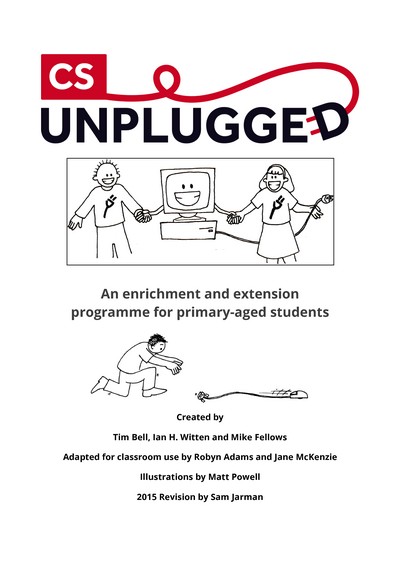 CS
UNPLUGGED
An enrichment and extension
programme for primary-aged students
Created by
Tim Bell, Ian H. Witten and Mike Fellows
Adapted for classroom use by Robyn Adams and Jane McKenzie
Illustrations by Matt Powell
2015 Revision by Sam Jarman